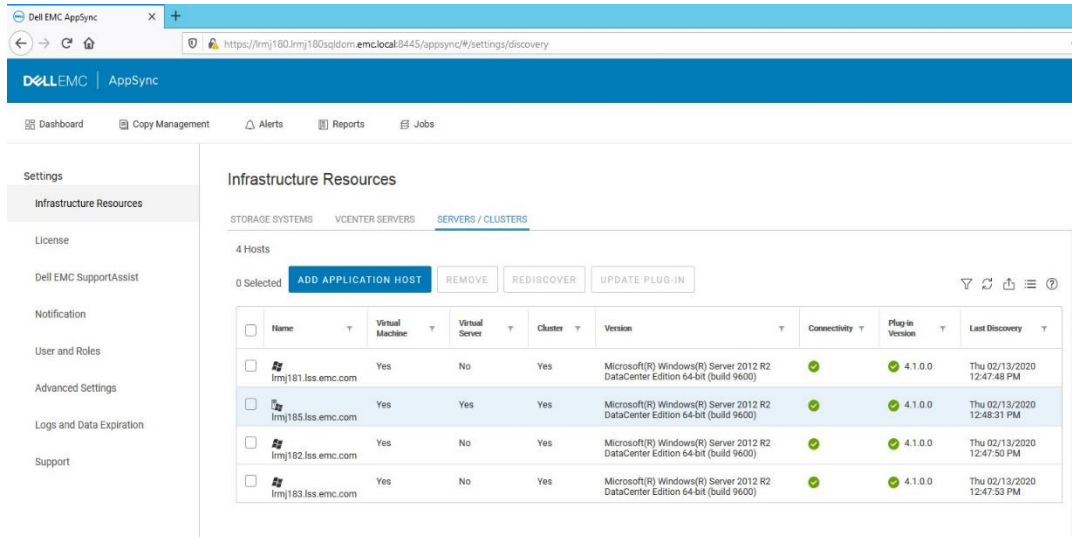 Dell EMC AppSync
https://lrmj180.lrmj180sqldom.emc.local:8445/appsync/#/settings/discovery
DELLEMC | AppSync
Dashboard Copy Management Alerts Reports Jobs
Settings
Infrastructure Resources
License
Dell EMC SupportAssist
Notification
User and Roles
Advanced Settings
Logs and Data Expiration
Support
Infrastructure Resources
STORAGE SYSTEMS VCENTER SERVERS SERVERS / CLUSTERS
4 Hosts
0 Selected ADD APPLICATION HOST REMOVE REDISCOVER UPDATE PLUG-IN
Name Virtual Machine Virtual Server Cluster Version Connectivity Plug-in Version Last Discovery
lrmj181.lss.emc.com Yes No Yes Microsoft(R) Windows(R) Server 2012 R2 DataCenter Edition 64-bit (build 9600) 4.1.0.0 Thu 02/13/2020 12:47:48 PM
lrmj185.lss.emc.com Yes Yes Yes Microsoft(R) Windows(R) Server 2012 R2 DataCenter Edition 64-bit (build 9600) 4.1.0.0 Thu 02/13/2020 12:48:31 PM
lrmj182.lss.emc.com Yes No Yes Microsoft(R) Windows(R) Server 2012 R2 DataCenter Edition 64-bit (build 9600) 4.1.0.0 Thu 02/13/2020 12:47:50 PM
lrmj183.lss.emc.com Yes No Yes Microsoft(R) Windows(R) Server 2012 R2 DataCenter Edition 64-bit (build 9600) 4.1.0.0 Thu 02/13/2020 12:47:53 PM